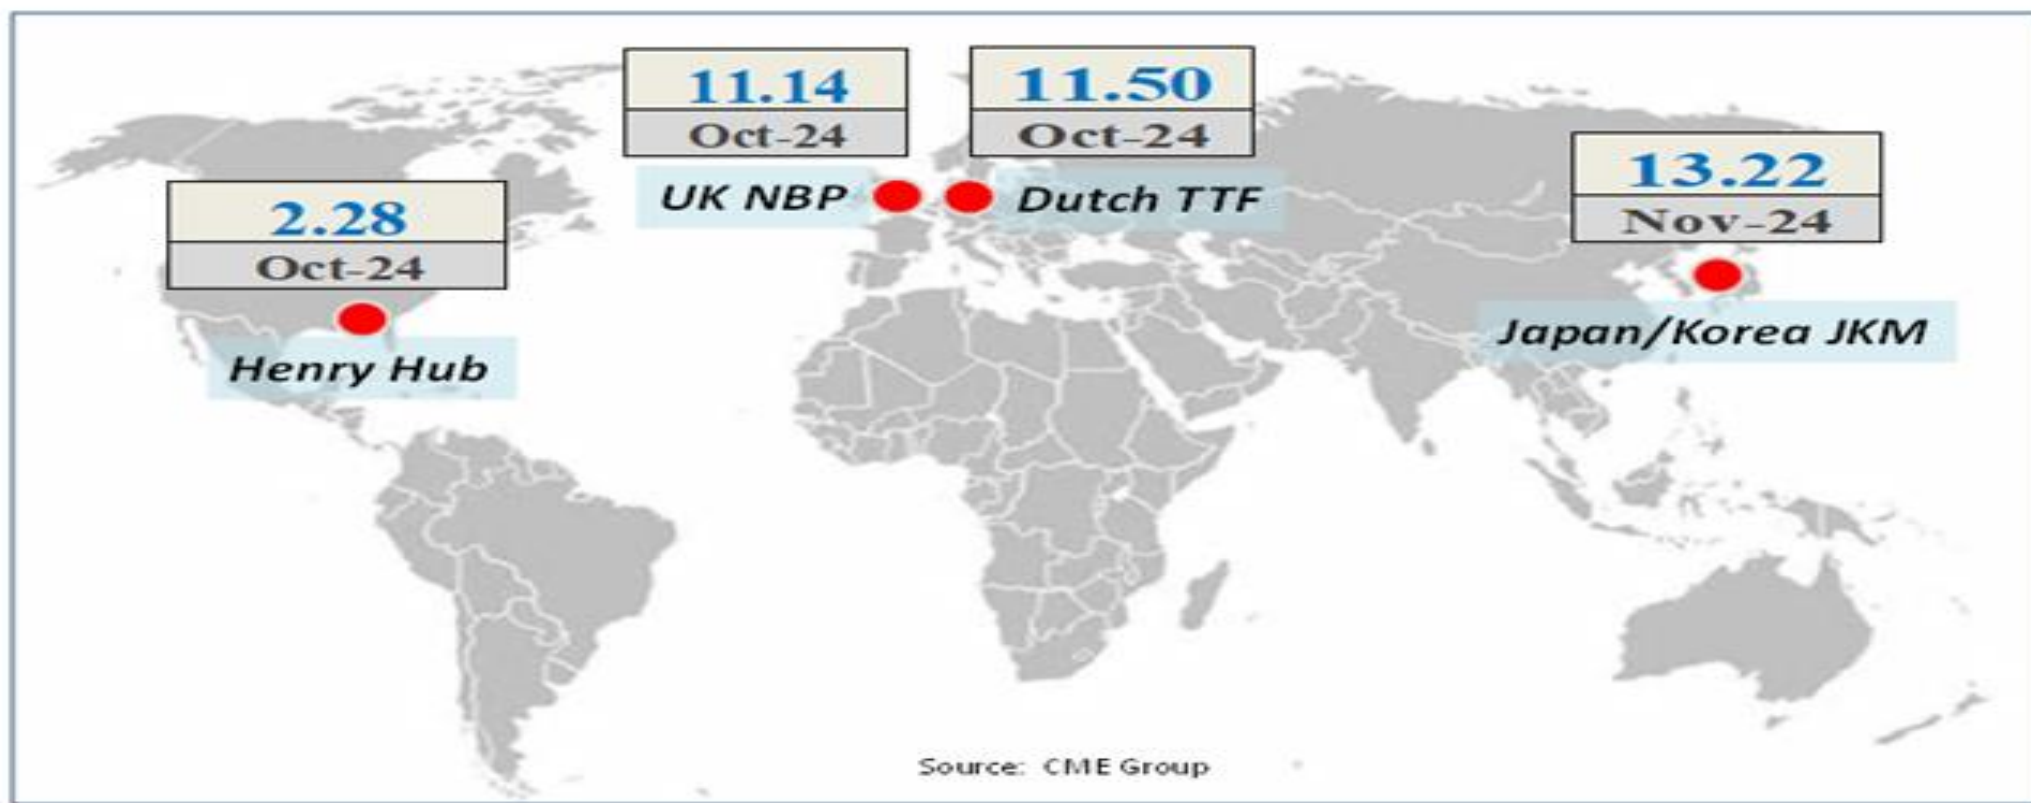 11.14
Oct-24
UK NBP
11.50
Oct-24
Dutch TTF
13.22
Nov-24
Japan/Korea JKM
2.28
Oct-24
Henry Hub
Source: CME Group